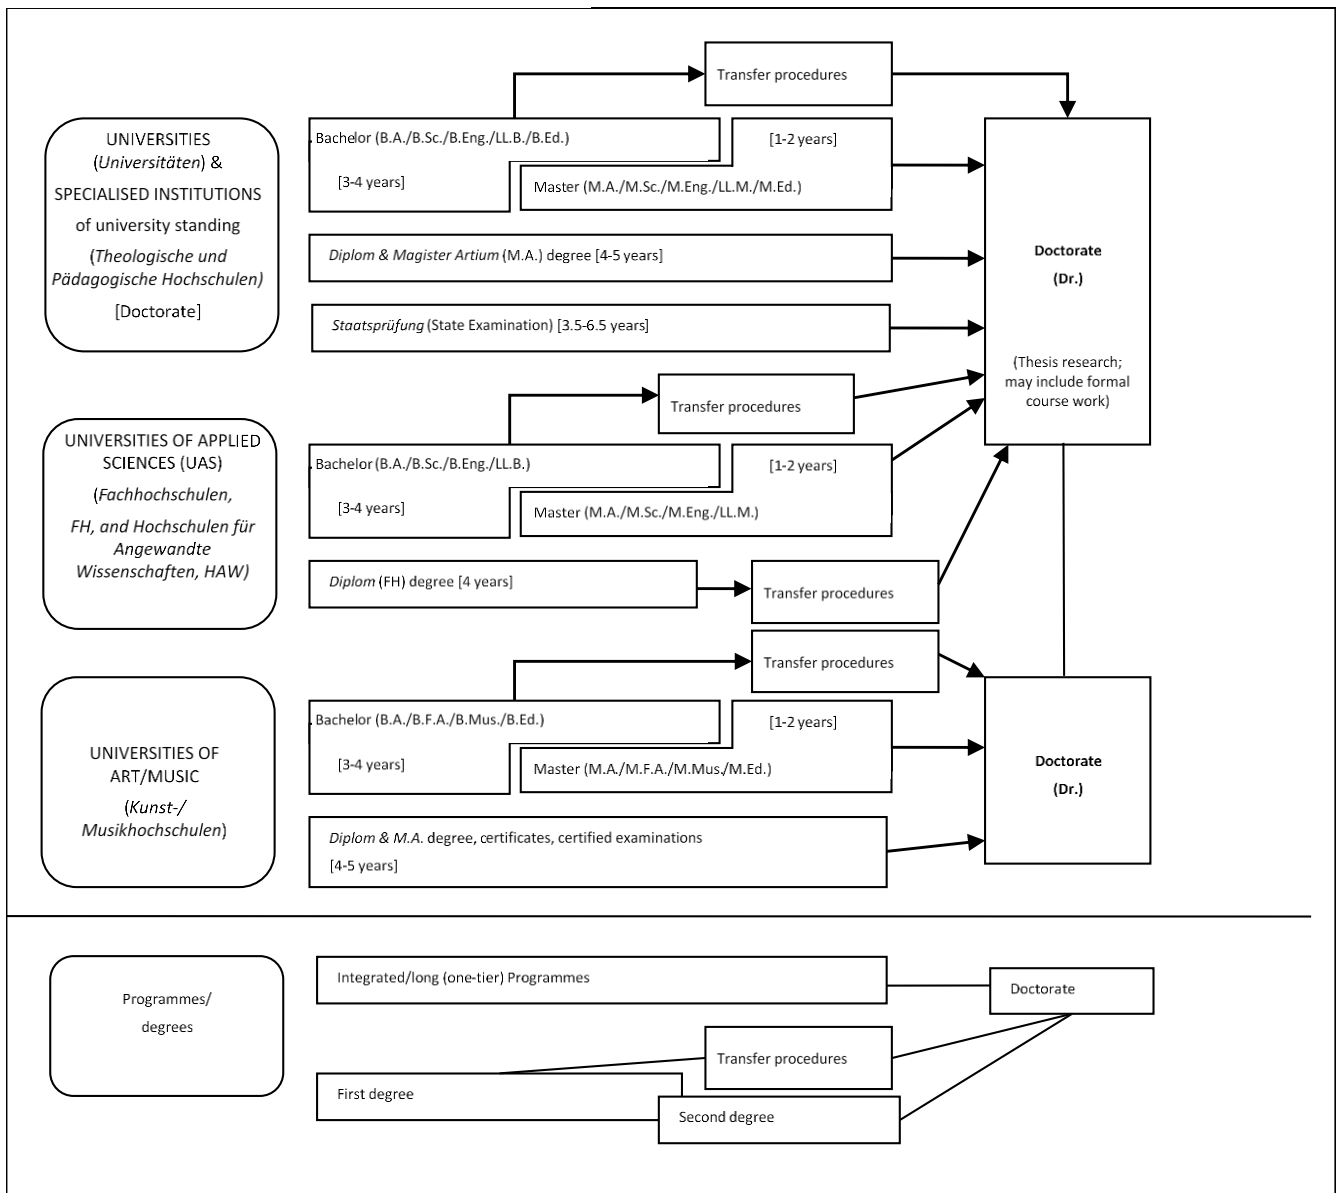 Transfer procedures
UNIVERSITIES
(Universitäten) &
SPECIALISED INSTITUTIONS
of university standing
(Theologische und
Pädagogische Hochschulen)
[Doctorate]
Bachelor (B.A./B.Sc./B.Eng./LL.B./B.Ed.)
[3-4 years]
[1-2 years]
Master (M.A./M.Sc./M.Eng./LL.M./M.Ed.)
Diplom & Magister Artium (M.A.) degree [4-5 years]
Staatsprüfung (State Examination) [3.5-6.5 years]
Doctorate
(Dr.)
(Thesis research;
may include formal
course work)
Transfer procedures
UNIVERSITIES OF APPLIED
SCIENCES (UAS)
(Fachhochschulen,
FH, and Hochschulen für
Angewandte
Wissenschaften, HAW)
Bachelor (B.A./B.Sc./B.Eng./LL.B.)
[3-4 years]
[1-2 years]
Master (M.A./M.Sc./M.Eng./LL.M.)
Diplom (FH) degree [4 years]
Transfer procedures
Transfer procedures
UNIVERSITIES OF
ART/MUSIC
(Kunst-/
Musikhochschulen)
Bachelor (B.A./B.F.A./B.Mus./B.Ed.)
[3-4 years]
[1-2 years]
Master (M.A./M.F.A./M.Mus./M.Ed.)
Diplom & M.A. degree, certificates, certified examinations
[4-5 years]
Doctorate
(Dr.)
Programmes/
degrees
Integrated/long (one-tier) Programmes
Doctorate
Transfer procedures
First degree
Second degree